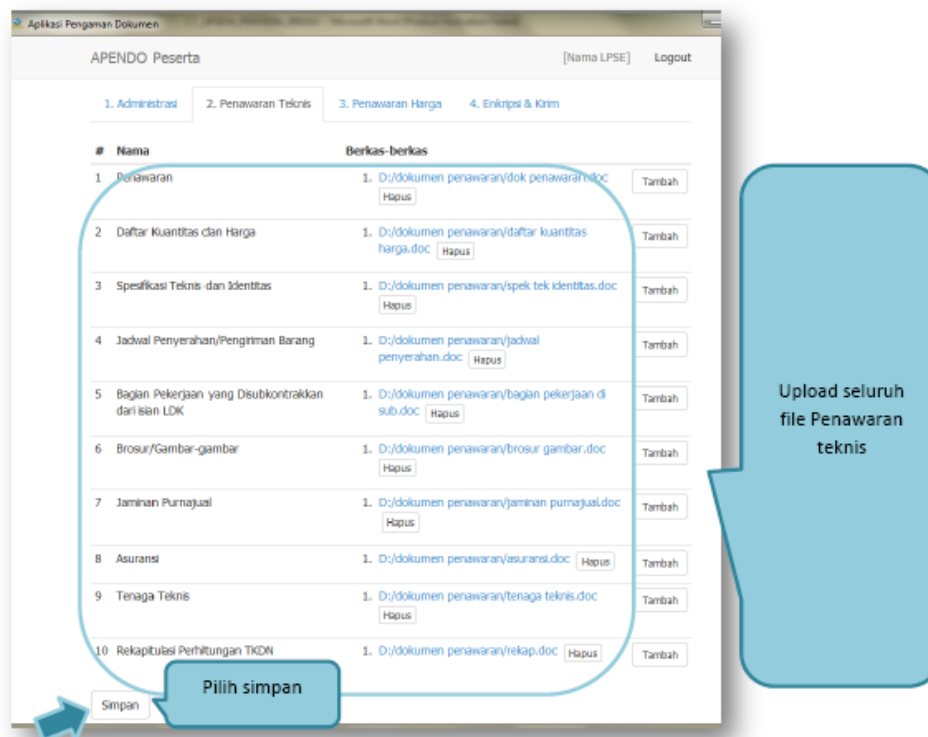 Aplikasi Pengaman Dokumen
APENDO Peserta [Nama LPSE] Logout
1. Administrasi 2. Penawaran Teknis 3. Penawaran Harga 4. Enkripsi & Kirim
# Nama Berkas-berkas
1 Penawaran 1. D:/dokumen penawaran/dok penawaran.doc Tambah
Hapus
2 Daftar Kuantitas dan Harga 1. D:/dokumen penawaran/daftar kuantitas Tambah
harga.doc Hapus
3 Spesifikasi Teknis dan Identitas 1. D:/dokumen penawaran/spek tek identitas.doc Tambah
Hapus
4 Jadwal Penyerahan/Pengiriman Barang 1. D:/dokumen penawaran/jadwal Tambah
penyerahan.doc Hapus
5 Bagian Pekerjaan yang Disubkontrakkan 1. D:/dokumen penawaran/bagian pekerjaan di Tambah
dari isian LDK sub.doc Hapus
6 Brosur/Gambar-gambar 1. D:/dokumen penawaran/brosur gambar.doc Tambah
Hapus
7 Jaminan Purnajual 1. D:/dokumen penawaran/jaminan purnajual.doc Tambah
Hapus
8 Asuransi 1. D:/dokumen penawaran/asuransi.doc Hapus Tambah
9 Tenaga Teknis 1. D:/dokumen penawaran/tenaga teknis.doc Tambah
Hapus
10 Rekapitulasi Perhitungan TKDN 1. D:/dokumen penawaran/rekap.doc Hapus Tambah
Simpan
Pilih simpan
Upload seluruh
file Penawaran
teknis